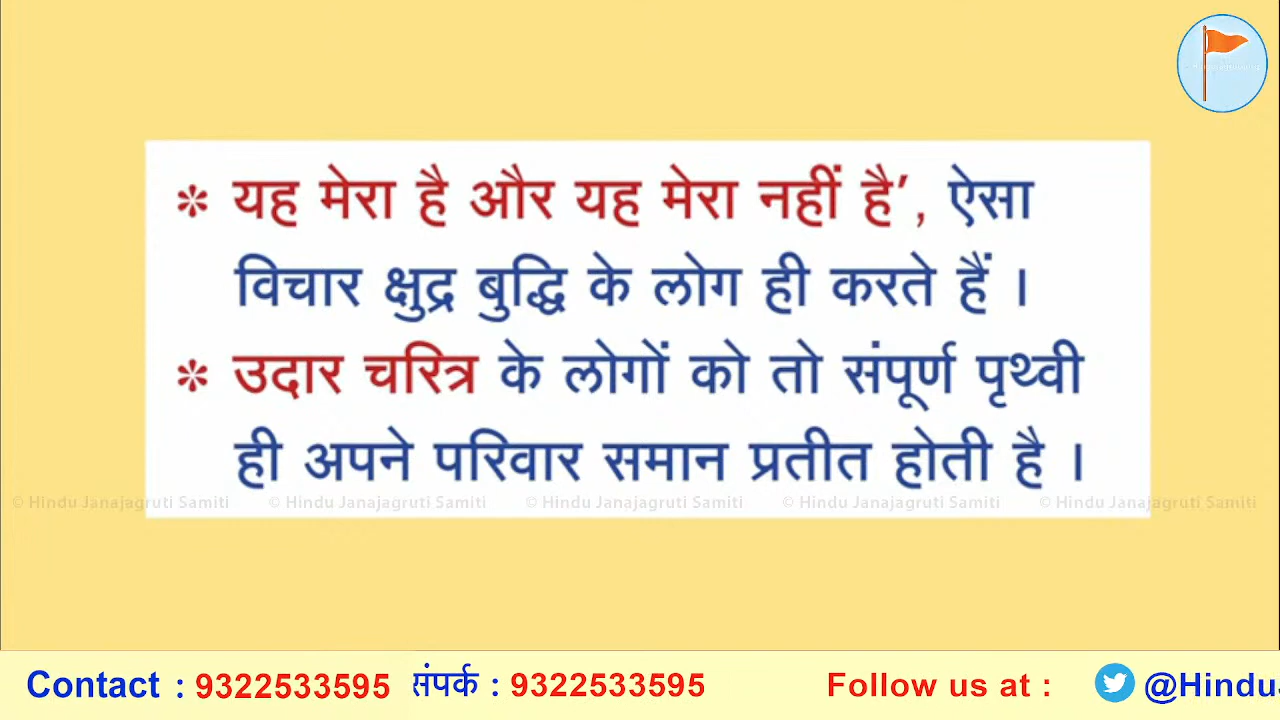 * यह मेरा है और यह मेरा नहीं है’, ऐसा
विचार क्षुद्र बुद्धि के लोग ही करते हैं ।
* उदार चरित्र के लोगों को तो संपूर्ण पृथ्वी
ही अपने परिवार समान प्रतीत होती है ।
© Hindu Janajagruti Samiti © Hindu Janajagruti Samiti © Hindu Janajagruti Samiti © Hindu Janajagruti Samiti © Hindu Janajagruti Samiti
Contact : 9322533595 संपर्क : 9322533595 Follow us at : @Hindu